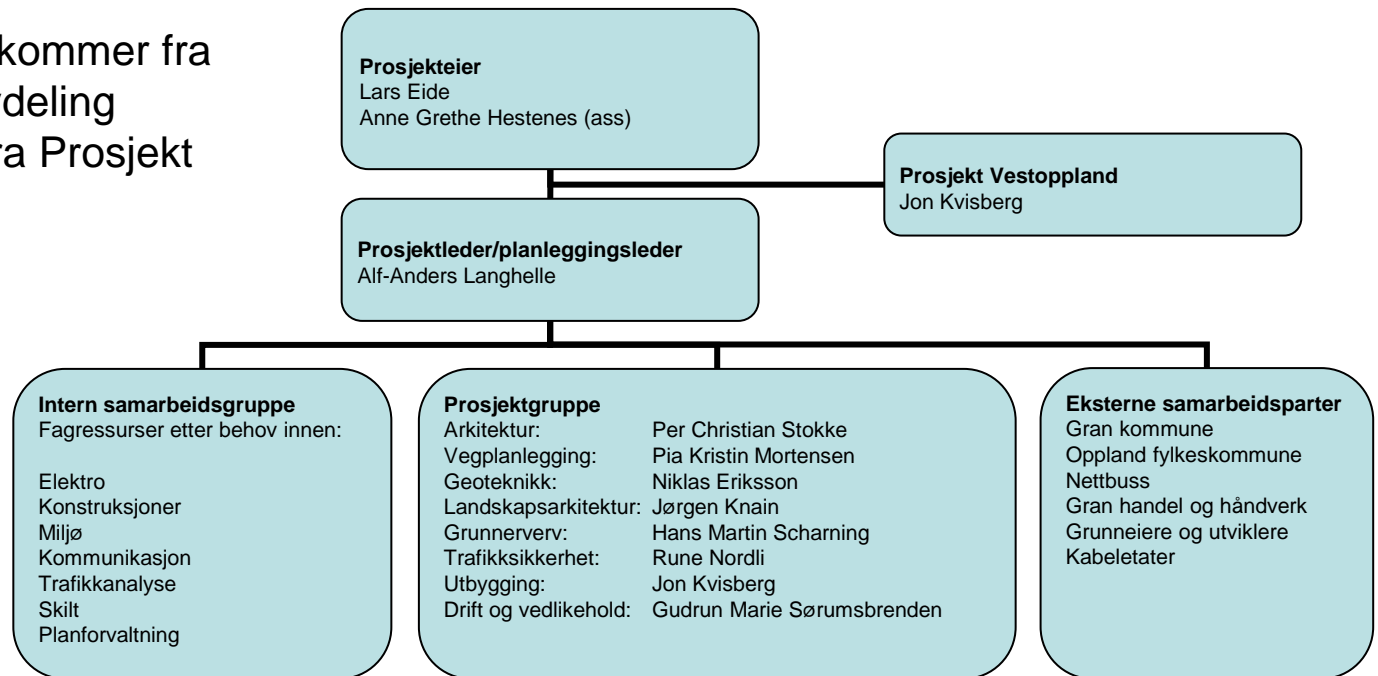 kommer fra
deling
ra Prosjekt
Prosjekteier
Lars Eide
Anne Grethe Hestenes (ass)
Prosjekt Vestoppland
Jon Kvisberg
Prosjektleder/planleggingsleder
Alf-Anders Langhelle
Intern samarbeidsgruppe
Fagressurser etter behov innen:
Elektro
Konstruksjoner
Miljø
Kommunikasjon
Trafikkanalyse
Skilt
Planforvaltning
Prosjektgruppe
Arkitektur: Per Christian Stokke
Vegplanlegging: Pia Kristin Mortensen
Geoteknikk: Niklas Eriksson
Landskapsarkitektur: Jørgen Knain
Grunnerverv: Hans Martin Scharning
Trafikksikkerhet: Rune Nordli
Utbygging: Jon Kvisberg
Drift og vedlikehold: Gudrun Marie Sørumsbrenden
Eksterne samarbeidsparter
Gran kommune
Oppland fylkeskommune
Nettbuss
Gran handel og håndverk
Grunneiere og utviklere
Kabeletater